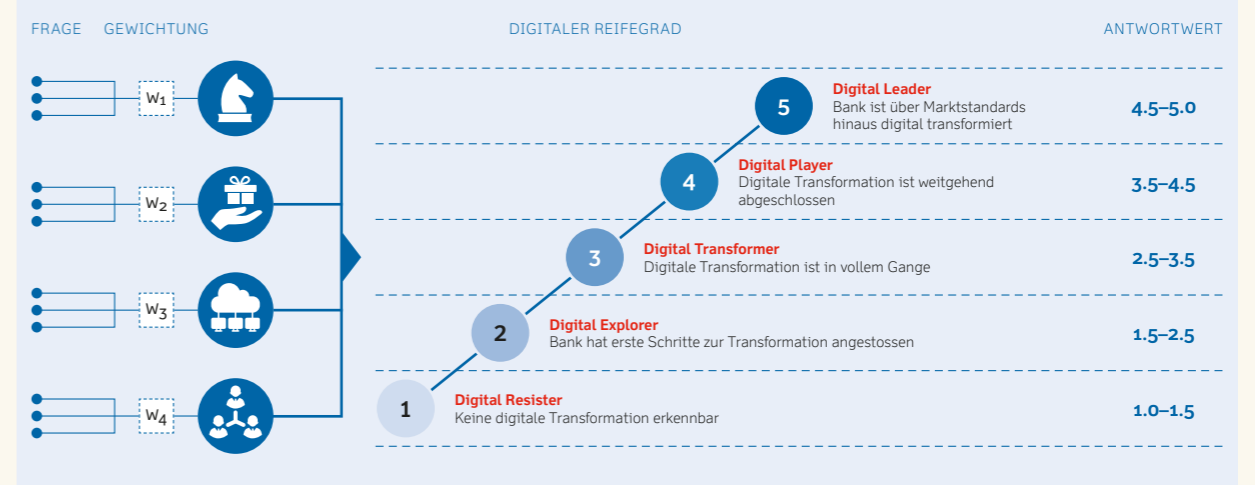 FRAGE GEWICHTUNG DIGITALER REIFEGRAD ANTWORTWERT
W1
W2
W3
W4
5
Digital Leader
Bank ist über Marktstandards
hinaus digital transformiert
4.5–5.0
4
Digital Player
Digitale Transformation ist weitgehend
abgeschlossen
3.5–4.5
3
Digital Transformer
Digitale Transformation ist in vollem Gange
2.5–3.5
2
Digital Explorer
Bank hat erste Schritte zur Transformation angestossen
1.5–2.5
1
Digital Resister
Keine digitale Transformation erkennbar
1.0–1.5